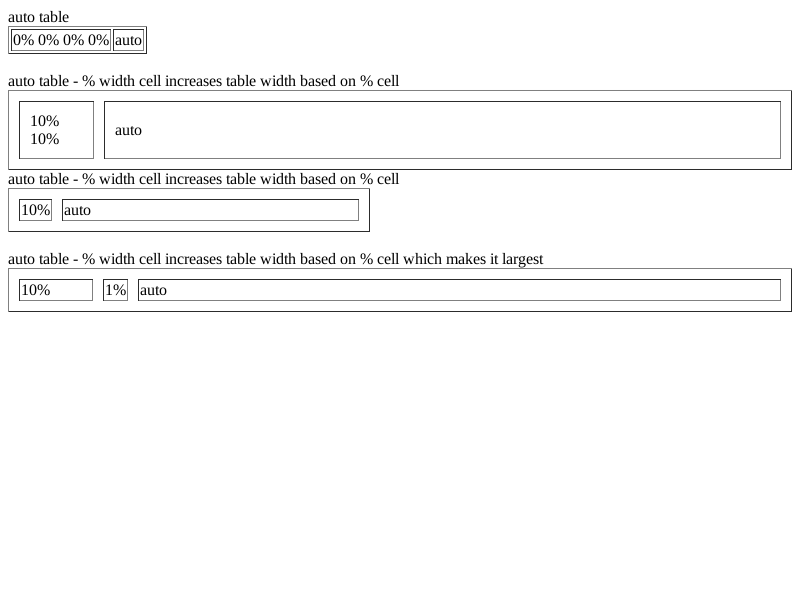 auto table
0% 0% 0% 0% auto
auto table - % width cell increases table width based on % cell
10%
10%
auto
auto table - % width cell increases table width based on % cell
10% auto
auto table - % width cell increases table width based on % cell which makes it largest
10% 1% auto